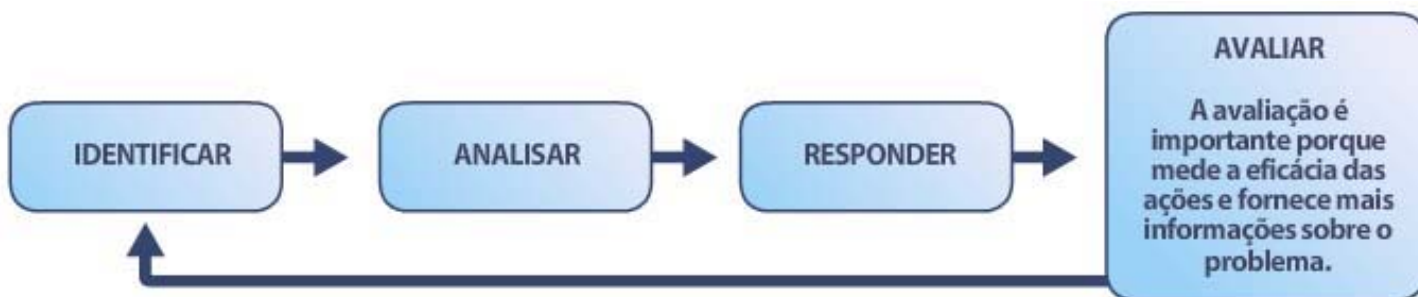 IDENTIFICAR
ANALISAR
RESPONDER
AVALIAR
A avaliação é
importante porque
mede a eficácia das
ações e fornece mais
informações sobre o
problema.